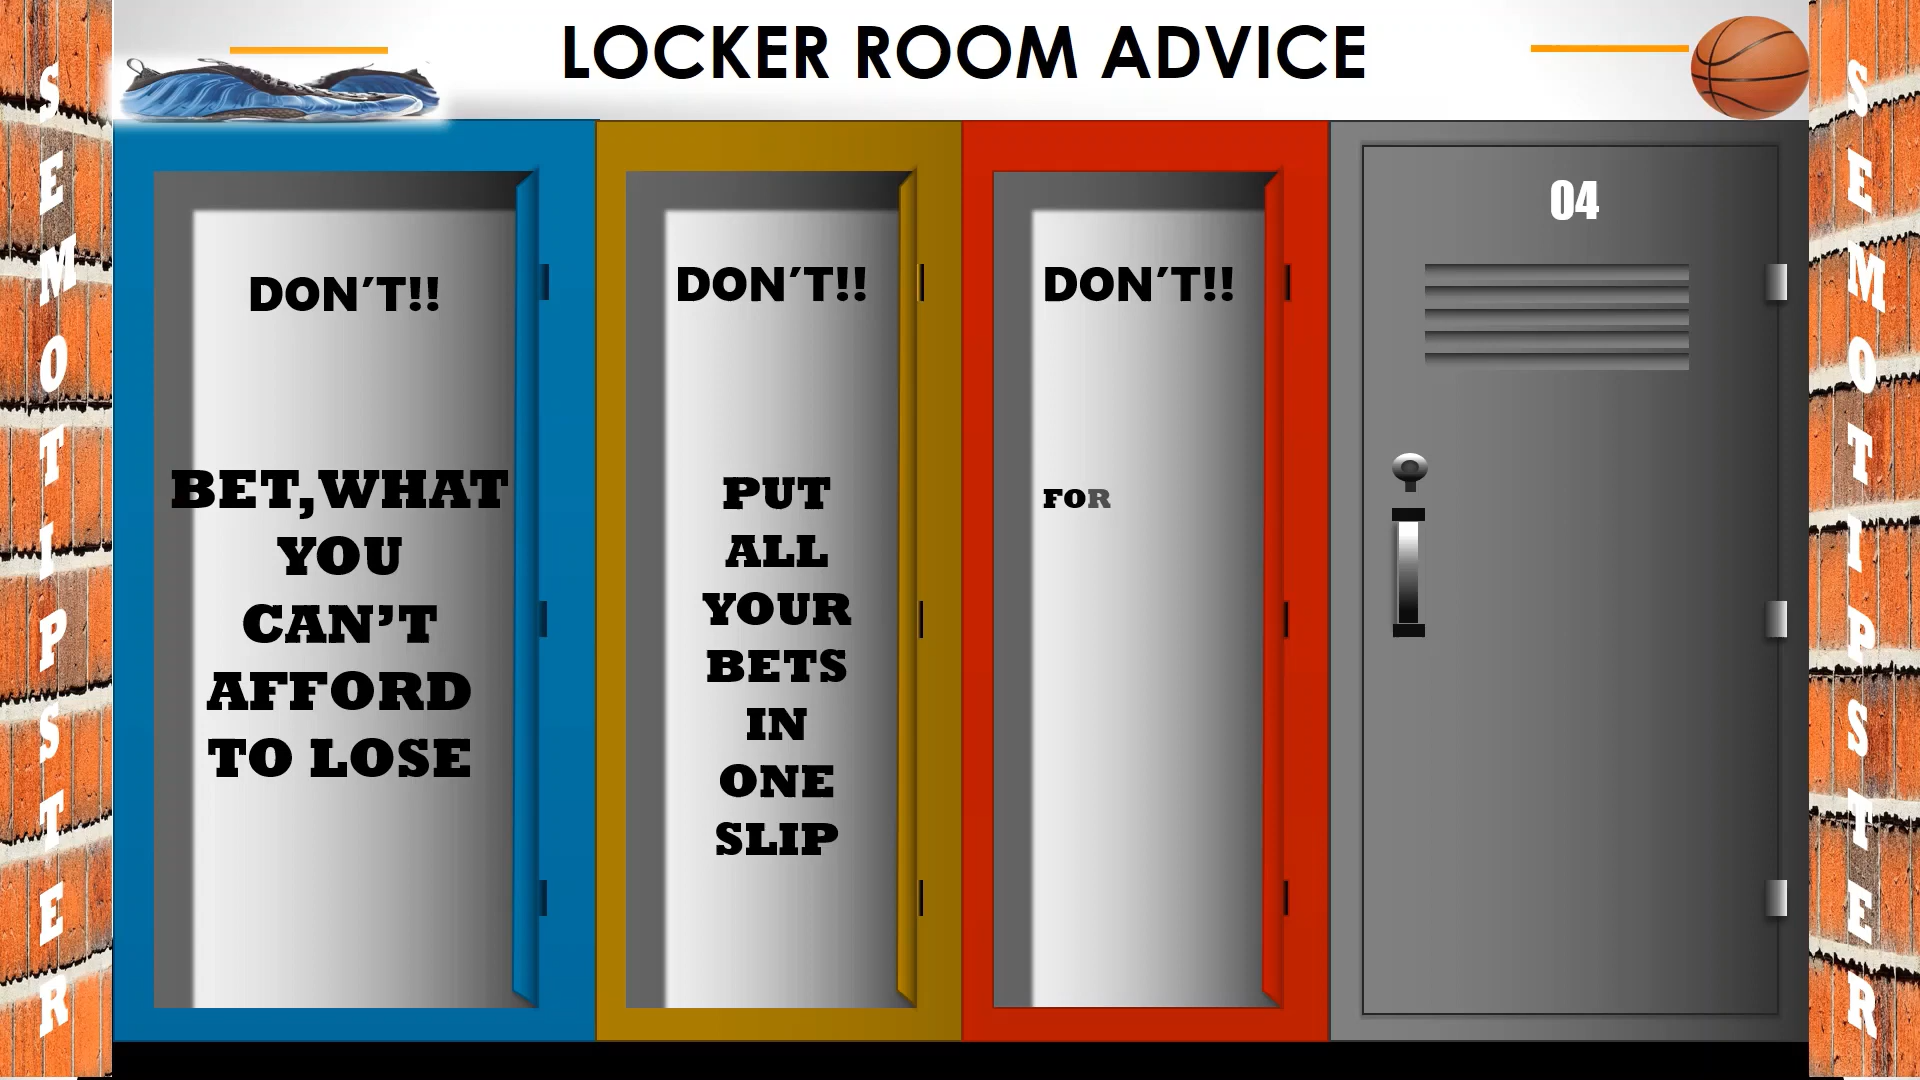 LOCKER ROOM ADVICE
SEMOTIPSTER
DON'T!!
BET,WHAT
YOU
CAN'T
AFFORD
TO LOSE
DON'T!!
PUT
ALL
YOUR
BETS
IN
ONE
SLIP
DON'T!!
FOR
04
SEMOTIPSTER